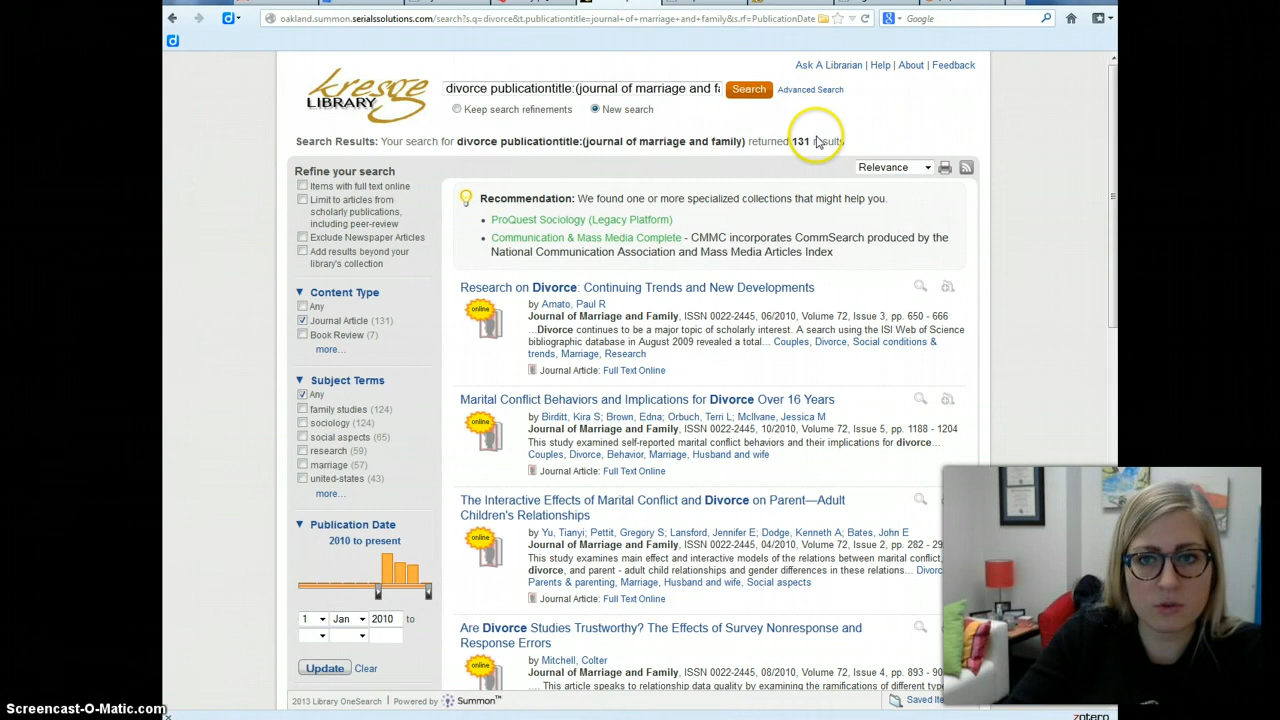 oakland.summon.serialssolutions.com/search?s.q=divorce&t.publicationtitle=journal+of+marriage+and+family&s.rf=PublicationDate
Google
Ask A Librarian | Help | About | Feedback
kresge LIBRARY
divorce publicationtitle:(journal of marriage and fa
Search
Advanced Search
Keep search refinements
New search
Search Results: Your search for divorce publicationtitle:(journal of marriage and family) returned 131 results
Refine your search
Relevance
Items with full text online
Limit to articles from
scholarly publications,
including peer-review
Exclude Newspaper Articles
Add results beyond your
library's collection
Content Type
Any
Journal Article (131)
Book Review (7)
more...
Subject Terms
Any
family studies (124)
sociology (124)
social aspects (65)
research (59)
marriage (57)
united-states (43)
more...
Publication Date
2010 to present
1 Jan 2010 to
Update Clear
Recommendation: We found one or more specialized collections that might help you.
ProQuest Sociology (Legacy Platform)
Communication & Mass Media Complete - CMMC incorporates CommSearch produced by the
National Communication Association and Mass Media Articles Index
Research on Divorce: Continuing Trends and New Developments
online
by Amato, Paul R
Journal of Marriage and Family, ISSN 0022-2445, 06/2010, Volume 72, Issue 3, pp. 650 - 666
...Divorce continues to be a major topic of scholarly interest. A search using the ISI Web of Science
bibliographic database in August 2009 revealed a total... Couples, Divorce, Social conditions &
trends, Marriage, Research
Journal Article: Full Text Online
Marital Conflict Behaviors and Implications for Divorce Over 16 Years
online
by Birditt, Kira S; Brown, Edna; Orbuch, Terri L; McIlvane, Jessica M
Journal of Marriage and Family, ISSN 0022-2445, 10/2010, Volume 72, Issue 5, pp. 1188 - 1204
This study examined self-reported marital conflict behaviors and their implications for divorce...
Couples, Divorce, Behavior, Marriage, Husband and wife
Journal Article: Full Text Online
The Interactive Effects of Marital Conflict and Divorce on Parent—Adult
Children's Relationships
online
by Yu, Tianyi; Pettit, Gregory S; Lansford, Jennifer E; Dodge, Kenneth A; Bates, John E
Journal of Marriage and Family, ISSN 0022-2445, 04/2010, Volume 72, Issue 2, pp. 282 - 29
This study examines main effect and interactive models of the relations between marital conflict,
divorce, and parent - adult child relationships and gender differences in these relations... Divorc
Parents & parenting, Marriage, Husband and wife, Social aspects
Journal Article: Full Text Online
Are Divorce Studies Trustworthy? The Effects of Survey Nonresponse and
Response Errors
online
by Mitchell, Colter
Journal of Marriage and Family, ISSN 0022-2445, 08/2010, Volume 72, Issue 4, pp. 893 - 90
.... This article speaks to relationship data quality by examining the ramifications of different type
2013 Library OneSearch | Powered by Summon™
Saved Ite
Screencast-O-Matic.com
zotero